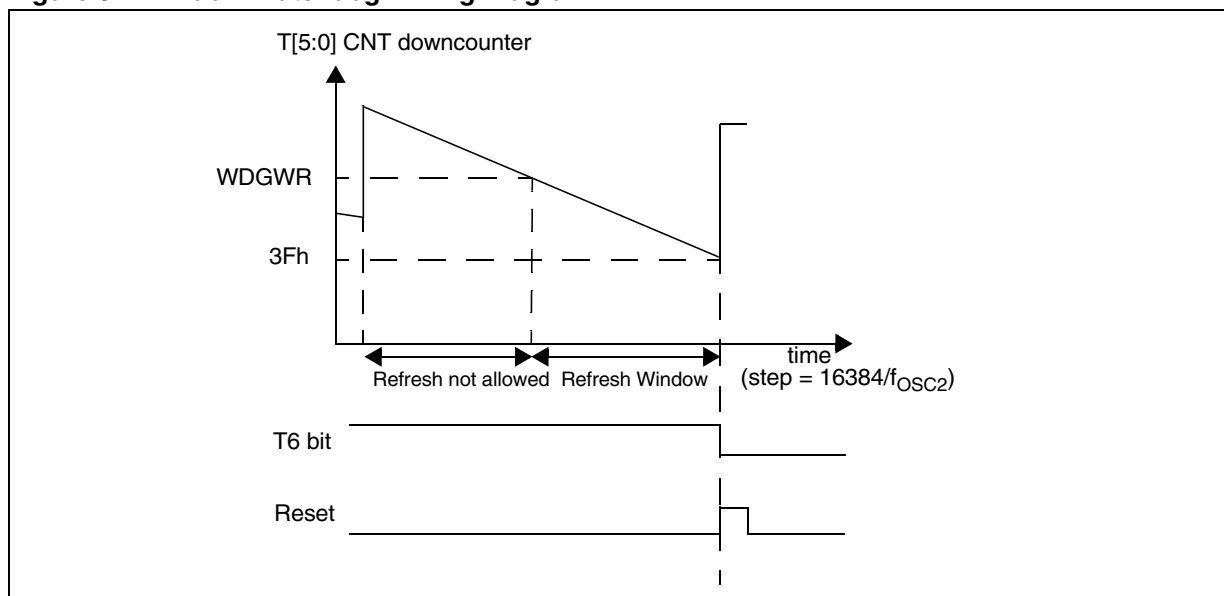 T[5:0] CNT downcounter
WDGWR
3Fh
time
Refresh not allowed Refresh Window (step = 16384/fOSC2)
T6 bit
Reset